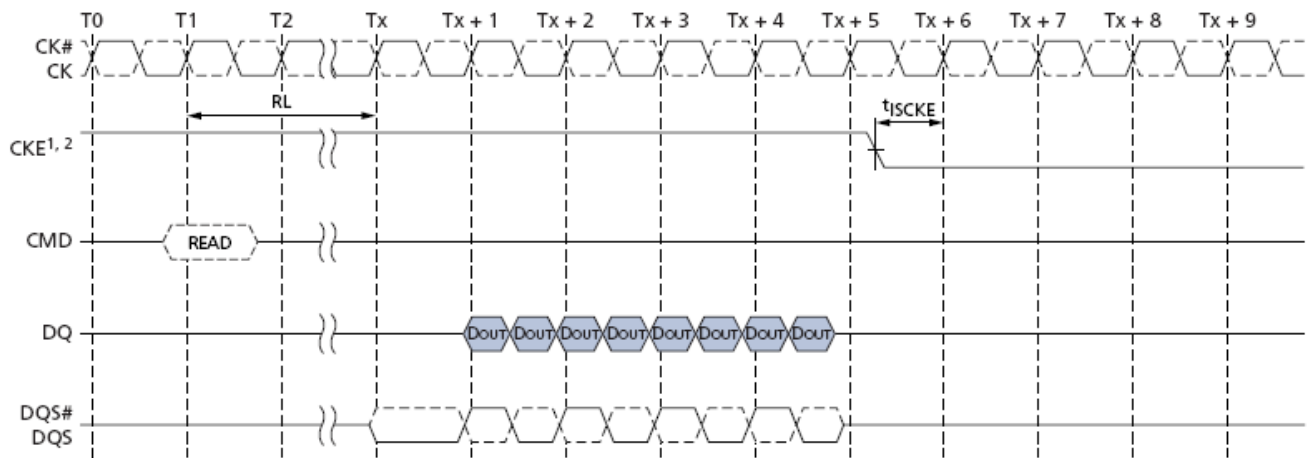 T0 T1 T2 Tx Tx + 1 Tx + 2 Tx + 3 Tx + 4 Tx + 5 Tx + 6 Tx + 7 Tx + 8 Tx + 9
CK#
CK
RL
tISCKE
CKE1, 2
CMD READ
DQ DOUT DOUT DOUT DOUT DOUT DOUT DOUT DOUT
DQS#
DQS